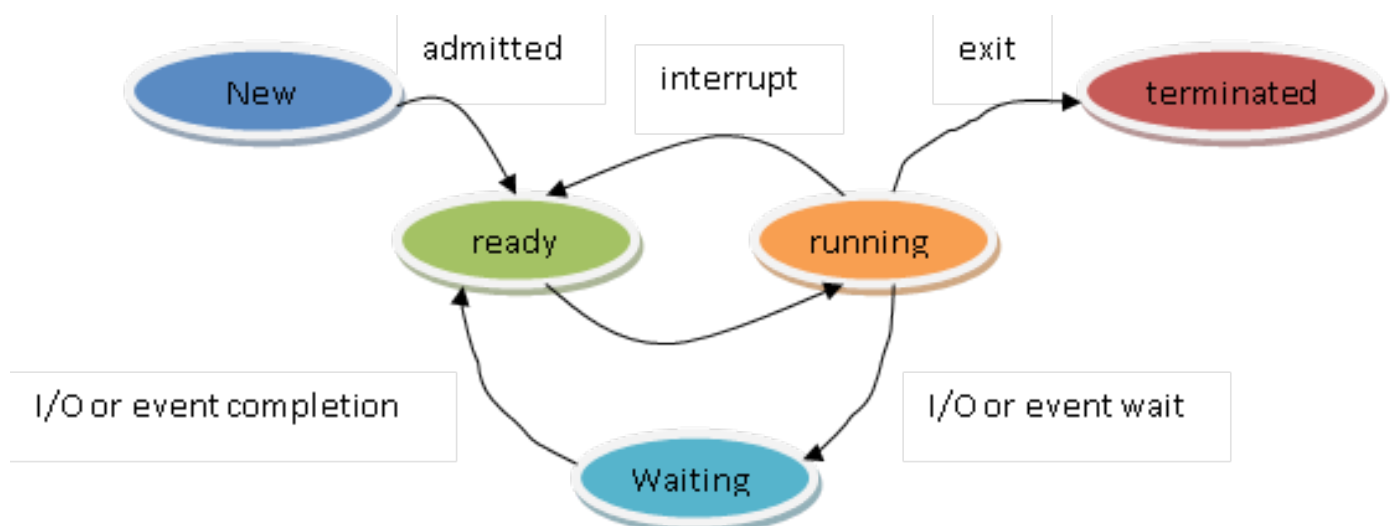 admitted
exit
interrupt
New
terminated
ready
running
I/O or event completion
I/O or event wait
Waiting